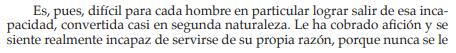 Es, pues, difícil para cada hombre en particular lograr salir de esa inca-
pacidad, convertida casi en segunda naturaleza. Le ha cobrado afición y se
siente realmente incapaz de servirse de su propia razón, porque nunca se le